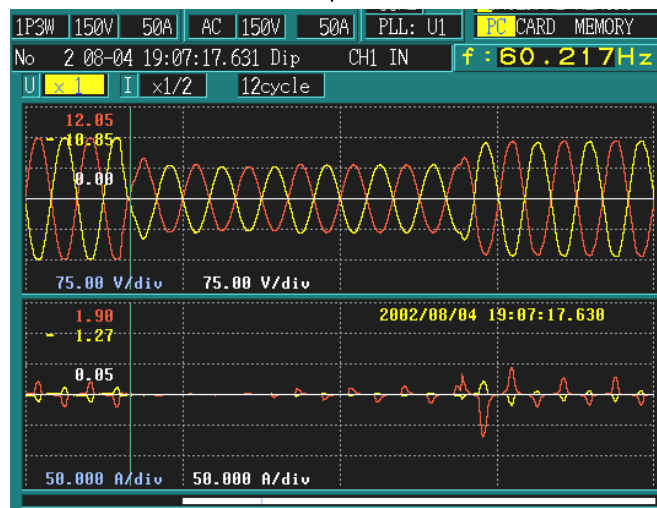 1P3W 150V 50A AC 150V 50A PLL: U1 PC CARD MEMORY
No 2 08-04 19:07:17.631 Dip CH1 IN f:60.217Hz
U x 1 I x1/2 12cycle
12.05
- 10.85
0.00
75.00 V/div 75.00 V/div
1.90 2002/08/04 19:07:17.630
- 1.27
0.05
50.000 A/div 50.000 A/div